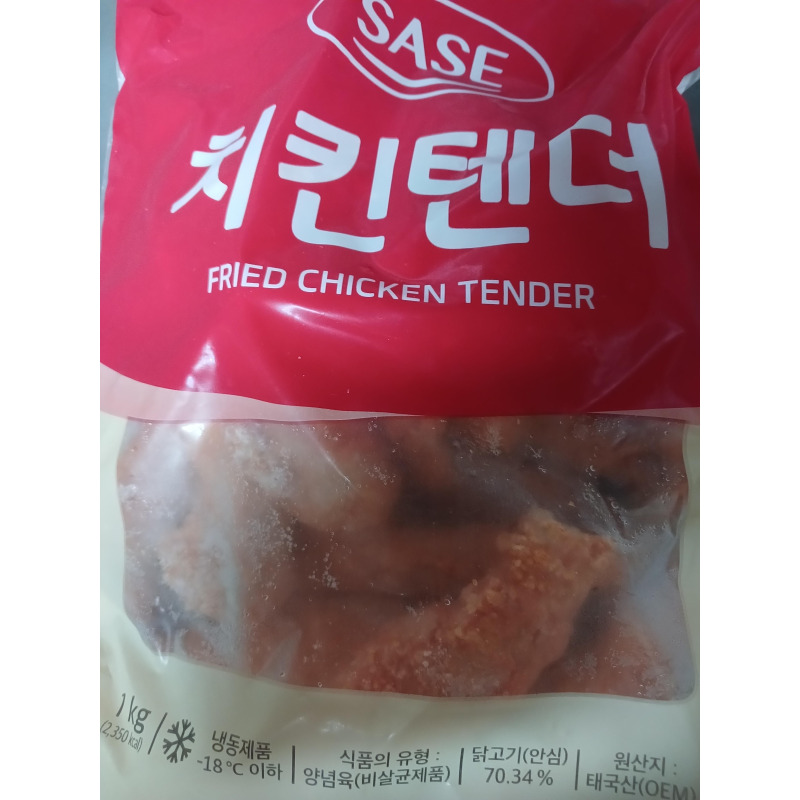 SASE
치킨텐더
FRIED CHICKEN TENDER
1 kg
(2,350 kcal)
냉동제품
-18℃ 이하
식품의 유형 :
양념육(비살균제품)
닭고기(안심)
70.34 %
원산지 :
태국산(OEM)